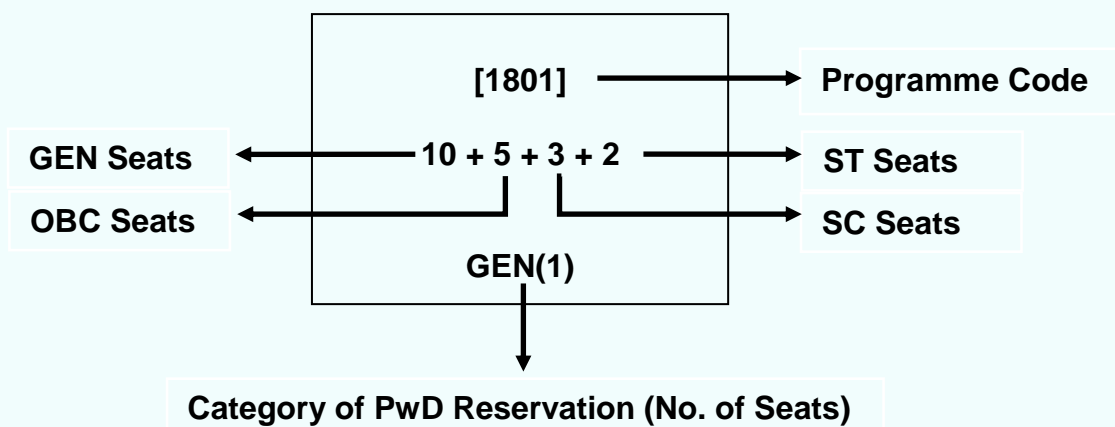 [1801]
Programme Code
GEN Seats
10 + 5 + 3 + 2
ST Seats
OBC Seats
SC Seats
GEN(1)
Category of PwD Reservation (No. of Seats)